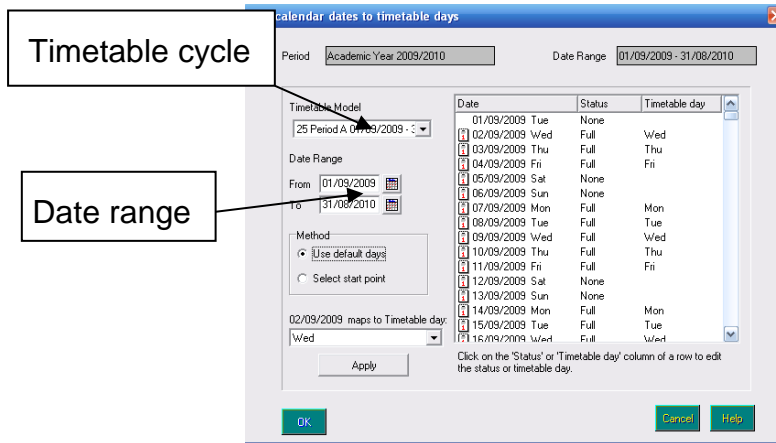 calendar dates to timetable days
Timetable cycle
Period Academic Year 2009/2010 Date Range 01/09/2009 - 31/08/2010
Timetable Model
25 Period A 01/09/2009 - 3
Date Range
From 01/09/2009
To 31/08/2010
Date range
Method
Use default days
Select start point
02/09/2009 maps to Timetable day:
Wed
Apply
Date Status Timetable day
01/09/2009 Tue None
02/09/2009 Wed Full Wed
03/09/2009 Thu Full Thu
04/09/2009 Fri Full Fri
05/09/2009 Sat None
06/09/2009 Sun None
07/09/2009 Mon Full Mon
08/09/2009 Tue Full Tue
09/09/2009 Wed Full Wed
10/09/2009 Thu Full Thu
11/09/2009 Fri Full Fri
12/09/2009 Sat None
13/09/2009 Sun None
14/09/2009 Mon Full Mon
15/09/2009 Tue Full Tue
16/09/2009 Wed Full Wed
Click on the 'Status' or 'Timetable day' column of a row to edit
the status or timetable day.
OK Cancel Help